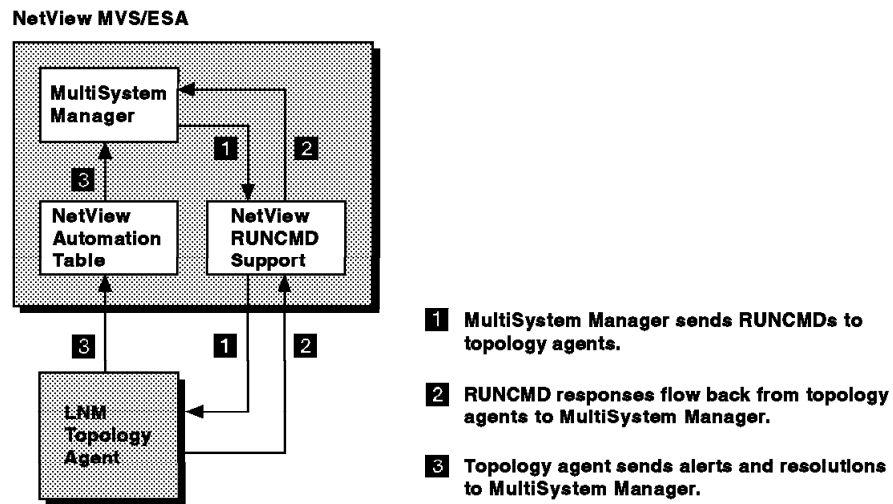 NetView MVS/ESA
MultiSystem
Manager
1
2
3
NetView
Automation
Table
NetView
RUNCMD
Support
3
1
2
LNM
Topology
Agent
1 MultiSystem Manager sends RUNCMDs to
topology agents.
2 RUNCMD responses flow back from topology
agents to MultiSystem Manager.
3 Topology agent sends alerts and resolutions
to MultiSystem Manager.